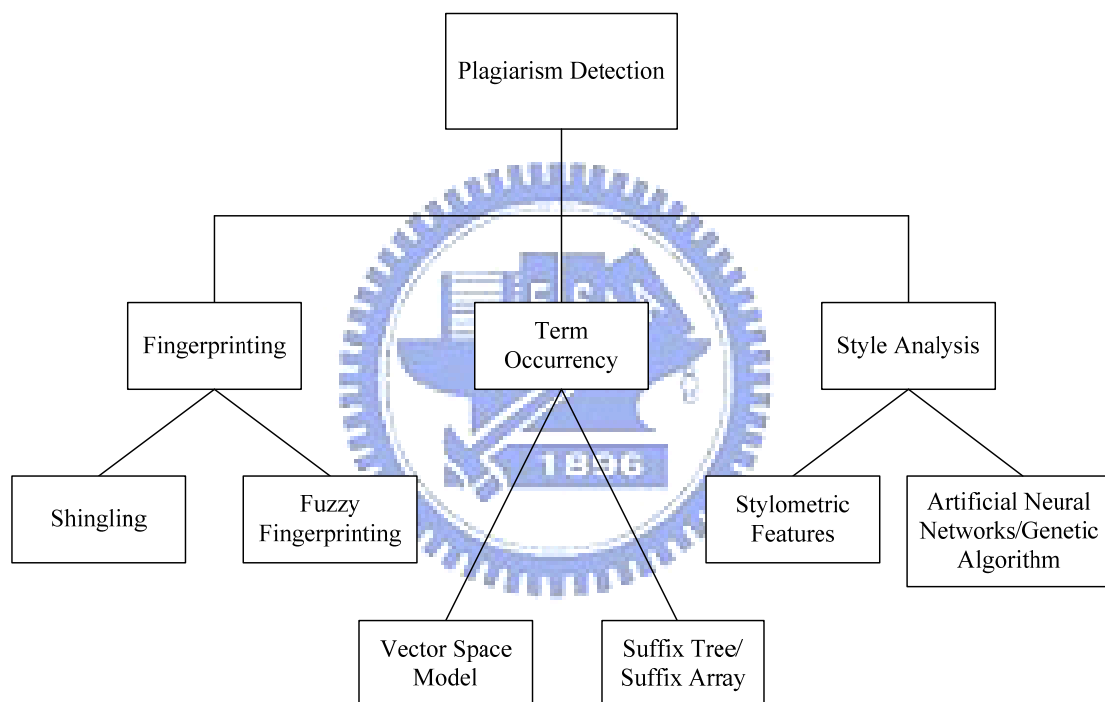 Plagiarism Detection
Fingerprinting
Term
Occurrency
Style Analysis
Shingling
Fuzzy
Fingerprinting
Stylometric
Features
Artificial Neural
Networks/Genetic
Algorithm
Vector Space
Model
Suffix Tree/
Suffix Array
1896